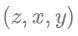 (z, x, y)